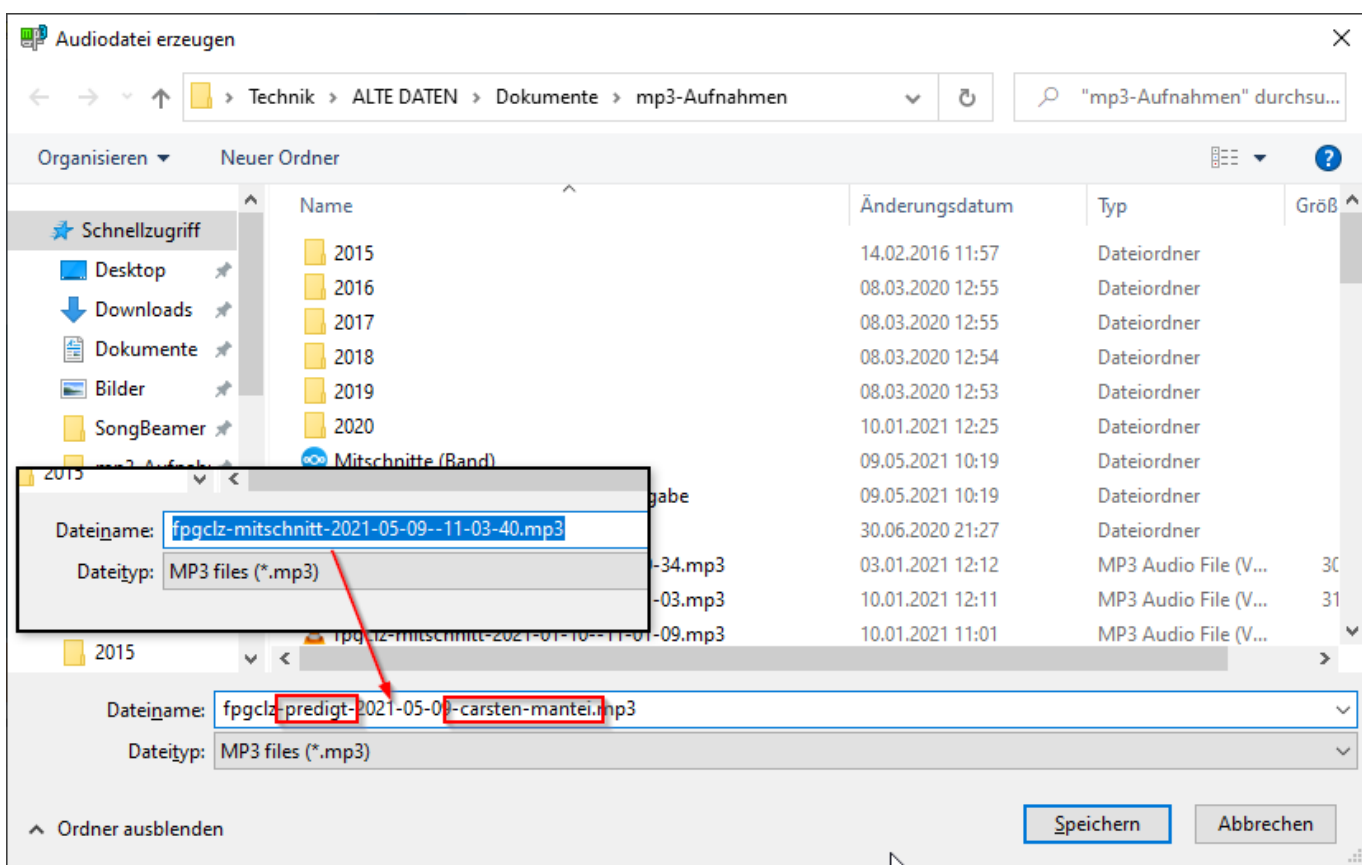 Audiodatei erzeugen
Technik > ALTE DATEN > Dokumente > mp3-Aufnahmen
"mp3-Aufnahmen" durchsu...
Organisieren
Neuer Ordner
Name
Änderungsdatum
Typ
Größ
Schnellzugriff
Desktop
Downloads
Dokumente
Bilder
SongBeamer
2015 14.02.2016 11:57 Dateiordner
2016 08.03.2020 12:55 Dateiordner
2017 08.03.2020 12:55 Dateiordner
2018 08.03.2020 12:54 Dateiordner
2019 08.03.2020 12:53 Dateiordner
2020 10.01.2021 12:25 Dateiordner
Mitschnitte (Band) 09.05.2021 10:19 Dateiordner
gabe 09.05.2021 10:19 Dateiordner
30.06.2020 21:27 Dateiordner
-34.mp3 03.01.2021 12:12 MP3 Audio File (V... 30
-03.mp3 10.01.2021 12:11 MP3 Audio File (V... 31
fpgclz-mitschnitt-2021-01-10--11-01-09.mp3 10.01.2021 11:01 MP3 Audio File (V...
2015
Dateiname: fpgclz-mitschnitt-2021-05-09--11-03-40.mp3
Dateityp: MP3 files (*.mp3)
2015
Dateiname: fpgclz-predigt-2021-05-09-carsten-mantei.mp3
Dateityp: MP3 files (*.mp3)
Ordner ausblenden
Speichern
Abbrechen